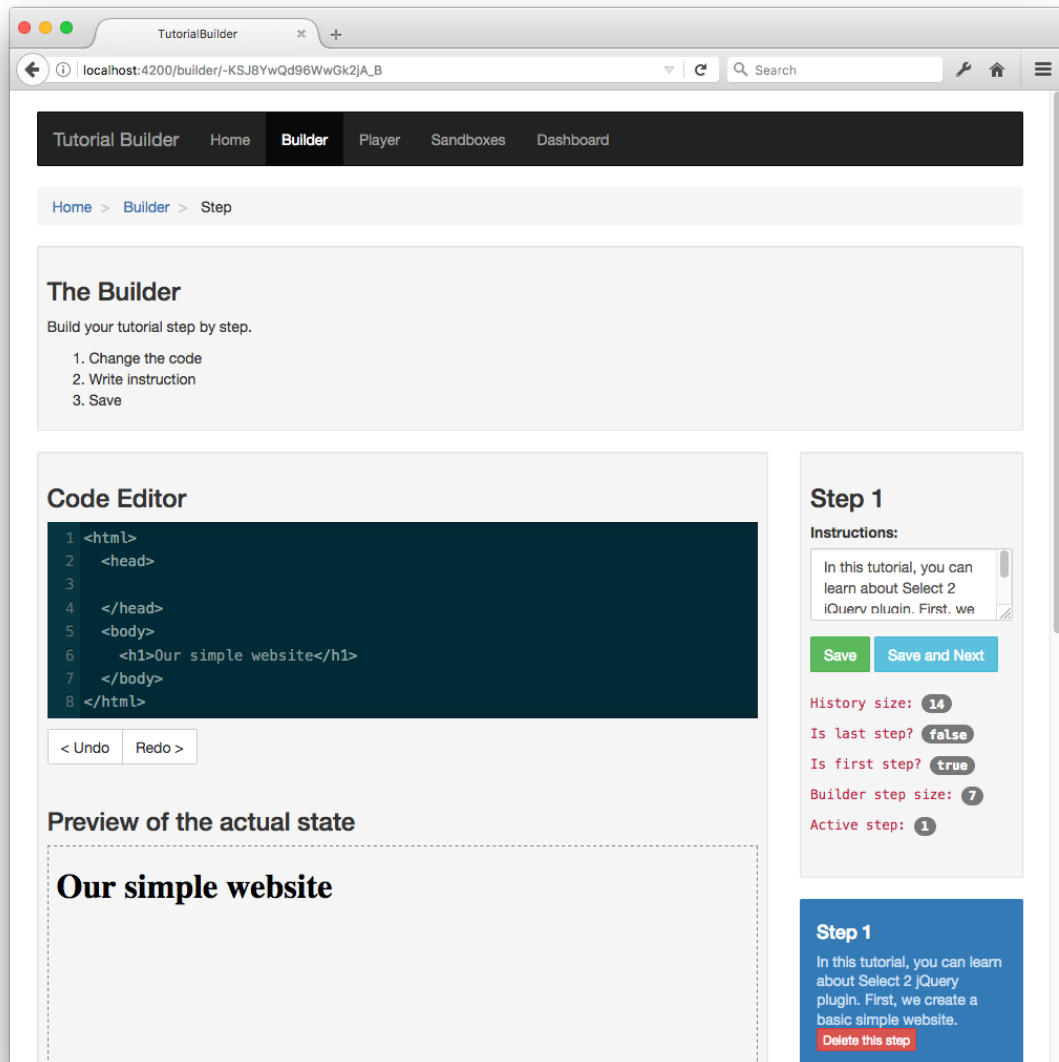 TutorialBuilder
localhost:4200/builder/-KSJ8YwQd96WwGk2jA_B
Search
Tutorial Builder Home Builder Player Sandboxes Dashboard
Home > Builder > Step
The Builder
Build your tutorial step by step.
1. Change the code
2. Write instruction
3. Save
Code Editor
1 <html>
2 <head>
3
4 </head>
5 <body>
6 <h1>Our simple website</h1>
7 </body>
8 </html>
< Undo Redo >
Preview of the actual state
Our simple website
Step 1
Instructions:
In this tutorial, you can
learn about Select 2
jQuery plugin. First, we
Save Save and Next
History size: 14
Is last step? false
Is first step? true
Builder step size: 7
Active step: 1
Step 1
In this tutorial, you can learn
about Select 2 jQuery
plugin. First, we create a
basic simple website.
Delete this step